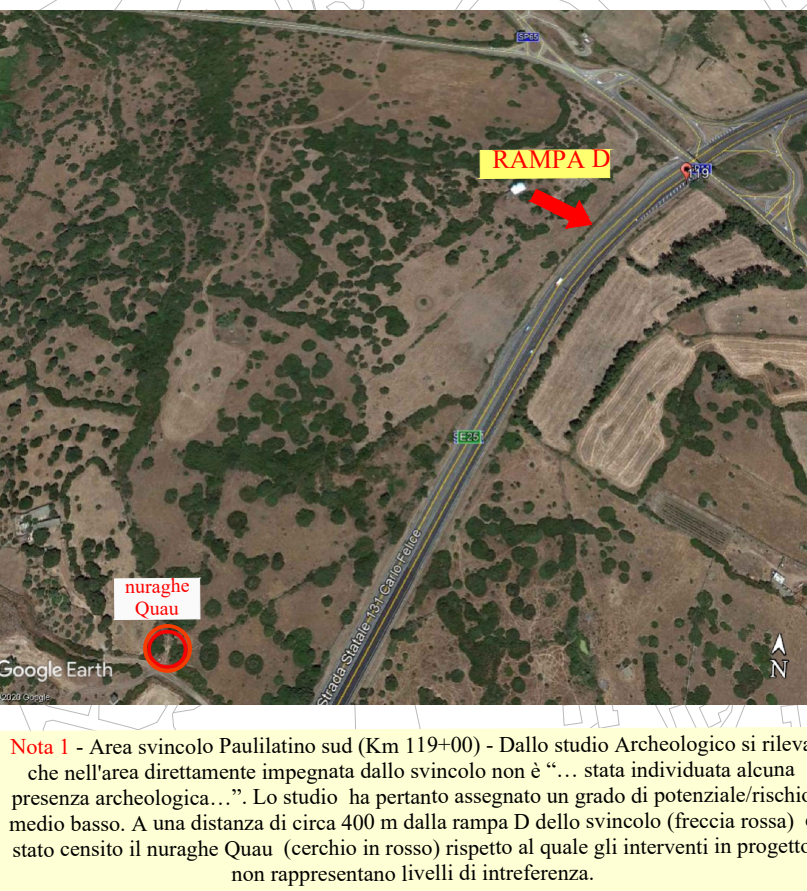 SP65
RAMPA D
119
SE251
Strada Statale 131 Carlo Felice
nuraghe
Quau
Google Earth
©2020 Google
N
Nota 1 - Area svincolo Paulilatino sud (Km 119+00) - Dallo studio Archeologico si rileva
che nell'area direttamente impegnata dallo svincolo non è “… stata individuata alcuna
presenza archeologica…”. Lo studio ha pertanto assegnato un grado di potenziale/rischio
medio basso. A una distanza di circa 400 m dalla rampa D dello svincolo (freccia rossa)
stato censito il nuraghe Quau (cerchio in rosso) rispetto al quale gli interventi in progetto
non rappresentano livelli di intreferenza.